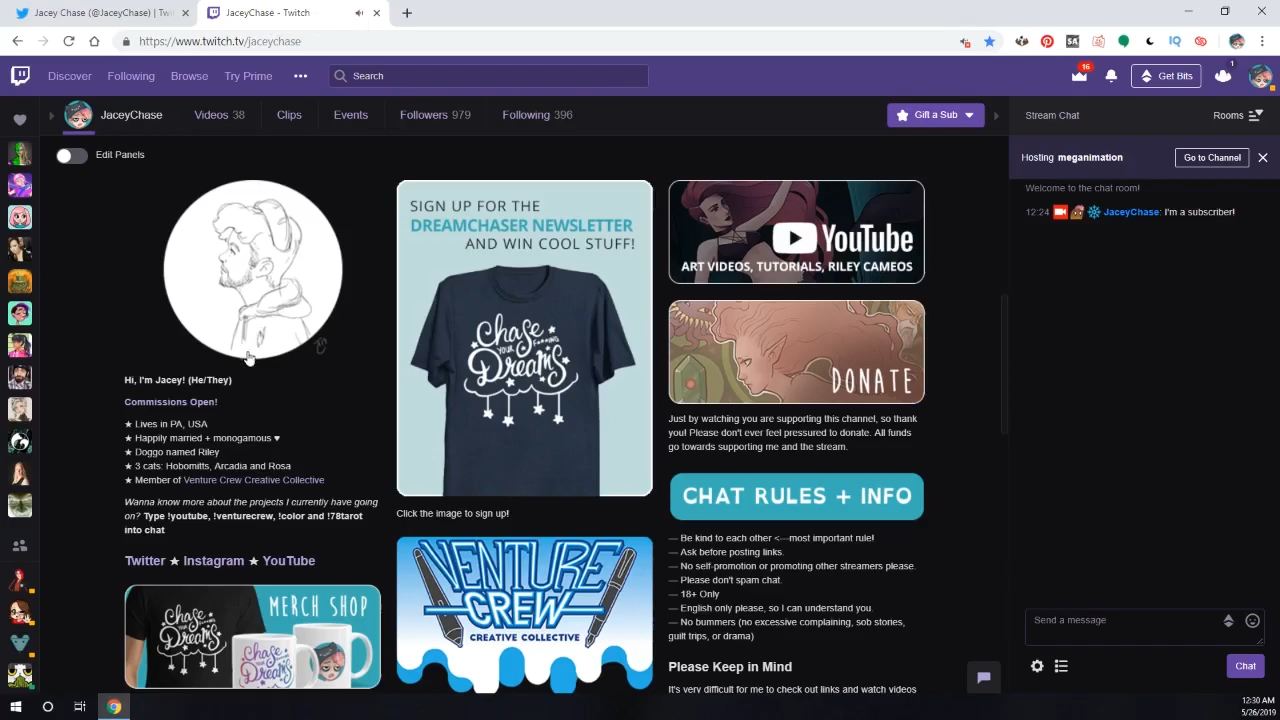 Jacey Chase (@JaceyChase) | Twi
JaceyChase - Twitch
https://www.twitch.tv/jaceychase
Discover
Following
Browse
Try Prime
Search
16
Get Bits
1
JaceyChase
Videos 38
Clips
Events
Followers 979
Following 396
Gift a Sub
Stream Chat
Rooms
Edit Panels
Hosting meganimation
Go to Channel
Welcome to the chat room!
12:24 JaceyChase: I'm a subscriber!
Hi, I'm Jacey! (He/They)
Commissions Open!
★ Lives in PA, USA
★ Happily married + monogamous ♥
★ Doggo named Riley
★ 3 cats: Hobomitts, Arcadia and Rosa
★ Member of Venture Crew Creative Collective
Wanna know more about the projects I currently have going
on? Type !youtube, !venturecrew, !color and !78tarot
into chat
Twitter ★ Instagram ★ YouTube
MERCH SHOP
Chase
YOUR F****ING
Dreams
Chase
Dreams
SIGN UP FOR THE
DREAMCHASER NEWSLETTER
AND WIN COOL STUFF!
Chase
YOUR F****ING
Dreams
Click the image to sign up!
VENTURE
CREW
CREATIVE COLLECTIVE
YouTube
ART VIDEOS, TUTORIALS, RILEY CAMEOS
DONATE
Just by watching you are supporting this channel, so thank
you! Please don't ever feel pressured to donate. All funds
go towards supporting me and the stream.
CHAT RULES + INFO
— Be kind to each other <---most important rule!
— Ask before posting links.
— No self-promotion or promoting other streamers please.
— Please don't spam chat.
— 18+ Only
— English only please, so I can understand you.
— No bummers (no excessive complaining, sob stories,
guilt trips, or drama)
Please Keep in Mind
It's very difficult for me to check out links and watch videos
Send a message
Chat
12:30 AM
5/26/2019